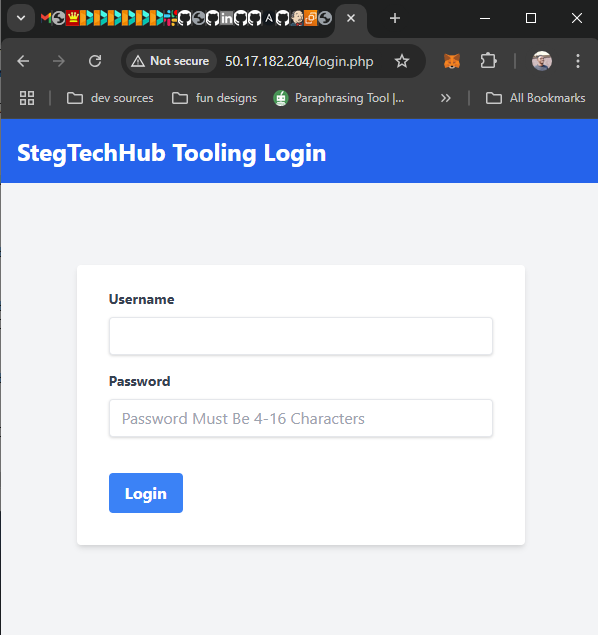 Not secure 50.17.182.204/login.php
dev sources fun designs Paraphrasing Tool |... » All Bookmarks
StegTechHub Tooling Login
Username
Password
Password Must Be 4-16 Characters
Login